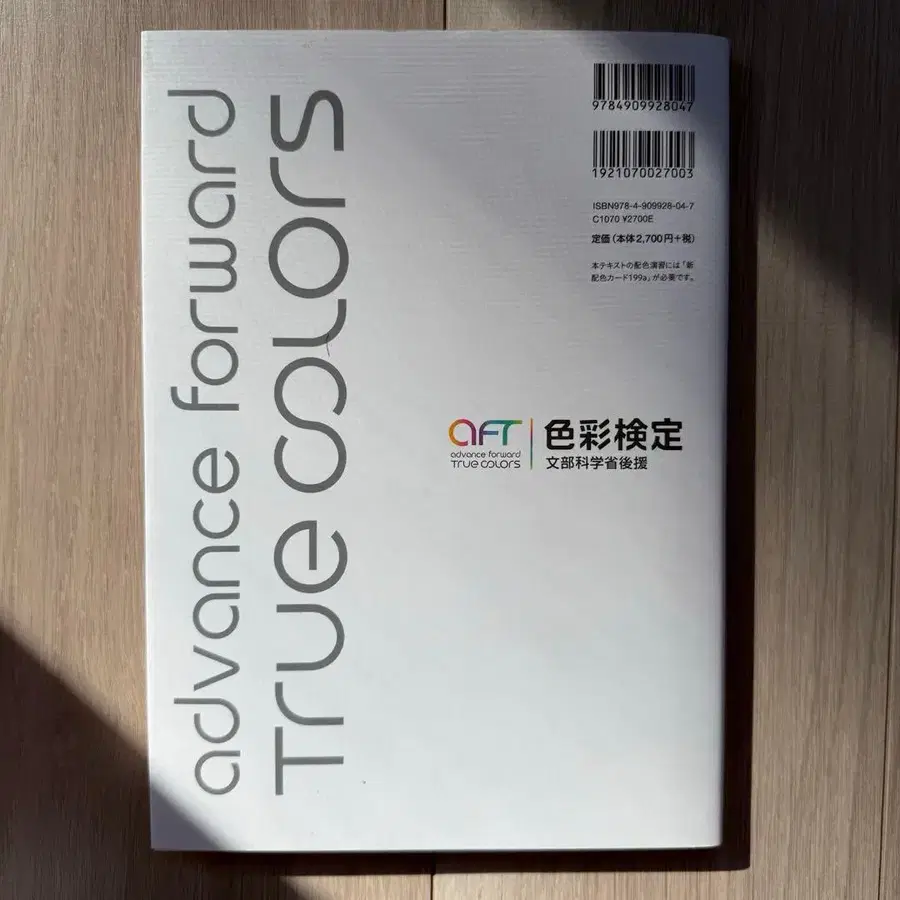 advance forward
True colors
9784909928047
1921070027003
ISBN978-4-909928-04-7
C1070 ¥2700E
定価(本体2,700円+税)
本テキストの配色演習には「新
配色カード199a」が必要です。
aft
advance forward
True colors
色彩検定
文部科学省後援